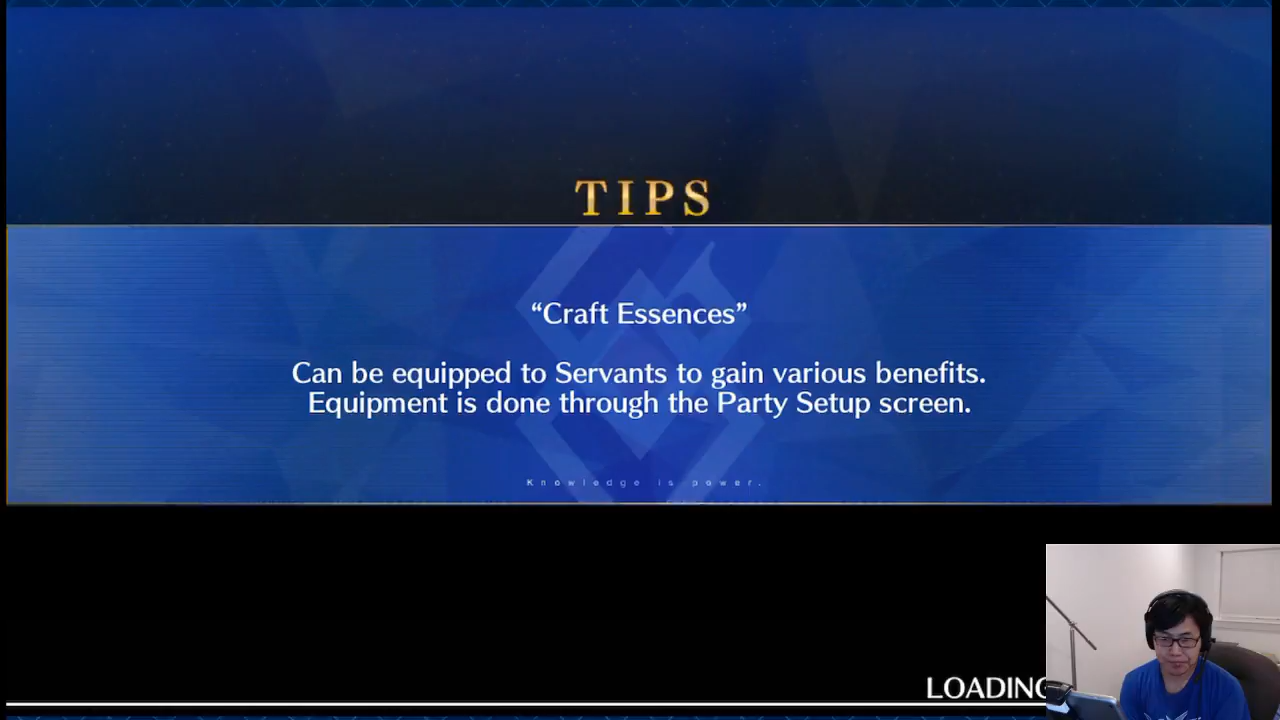 TIPS
“Craft Essences”
Can be equipped to Servants to gain various benefits.
Equipment is done through the Party Setup screen.
Knowledge is power.
LOADING